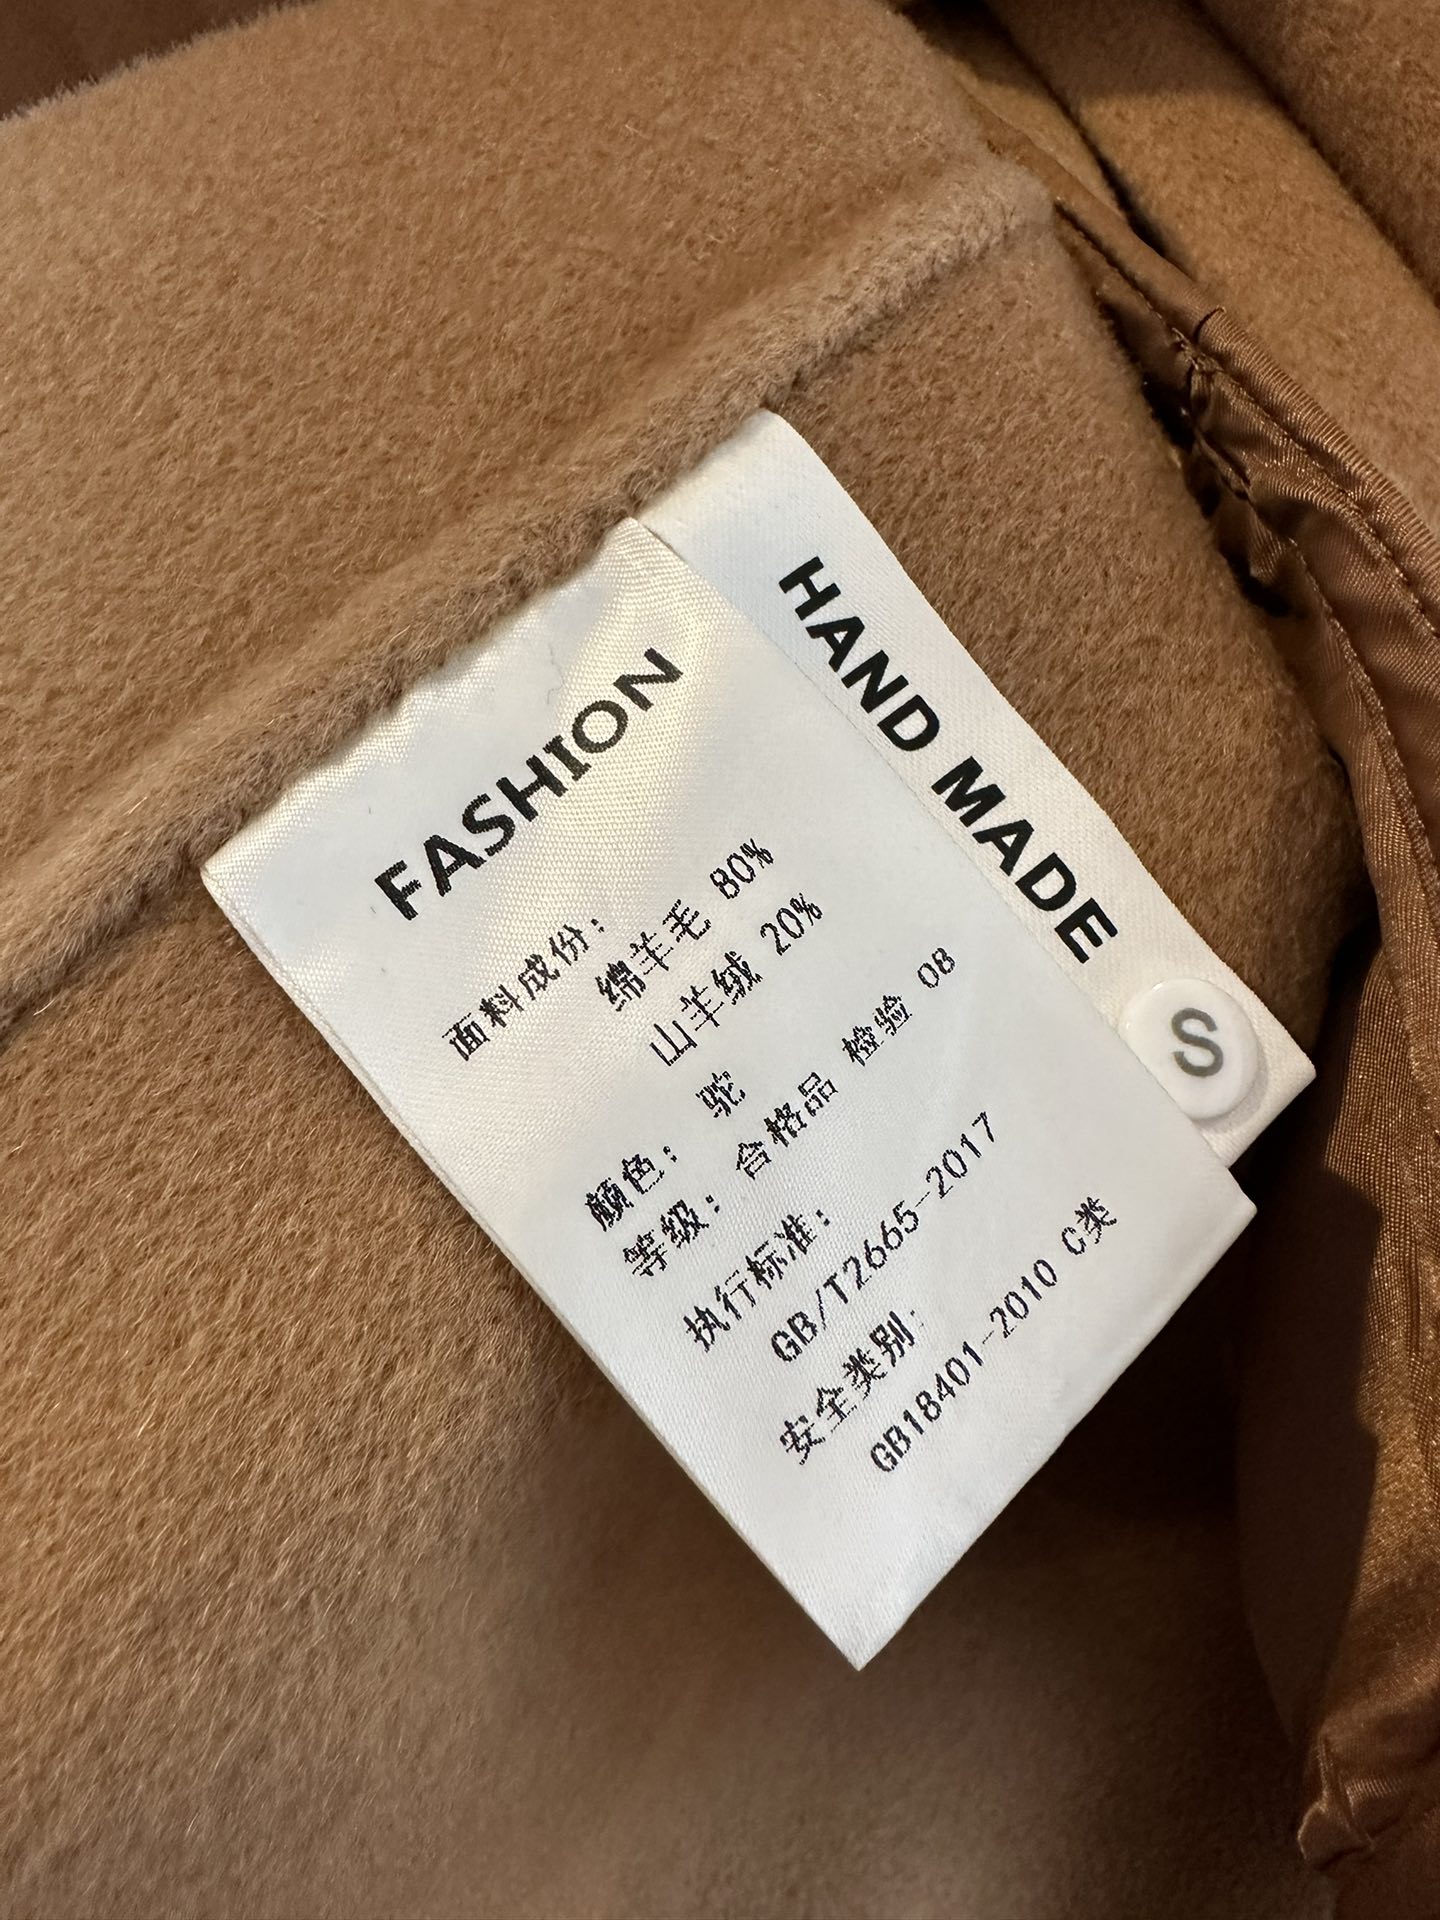 FASHION
面料成份：
绵羊毛 80%
山羊绒 20%
颜色： 驼
等级： 合格品 检验 08
执行标准：
GB/T2665-2017
安全类别：
GB18401-2010 C类
HAND MADE
S